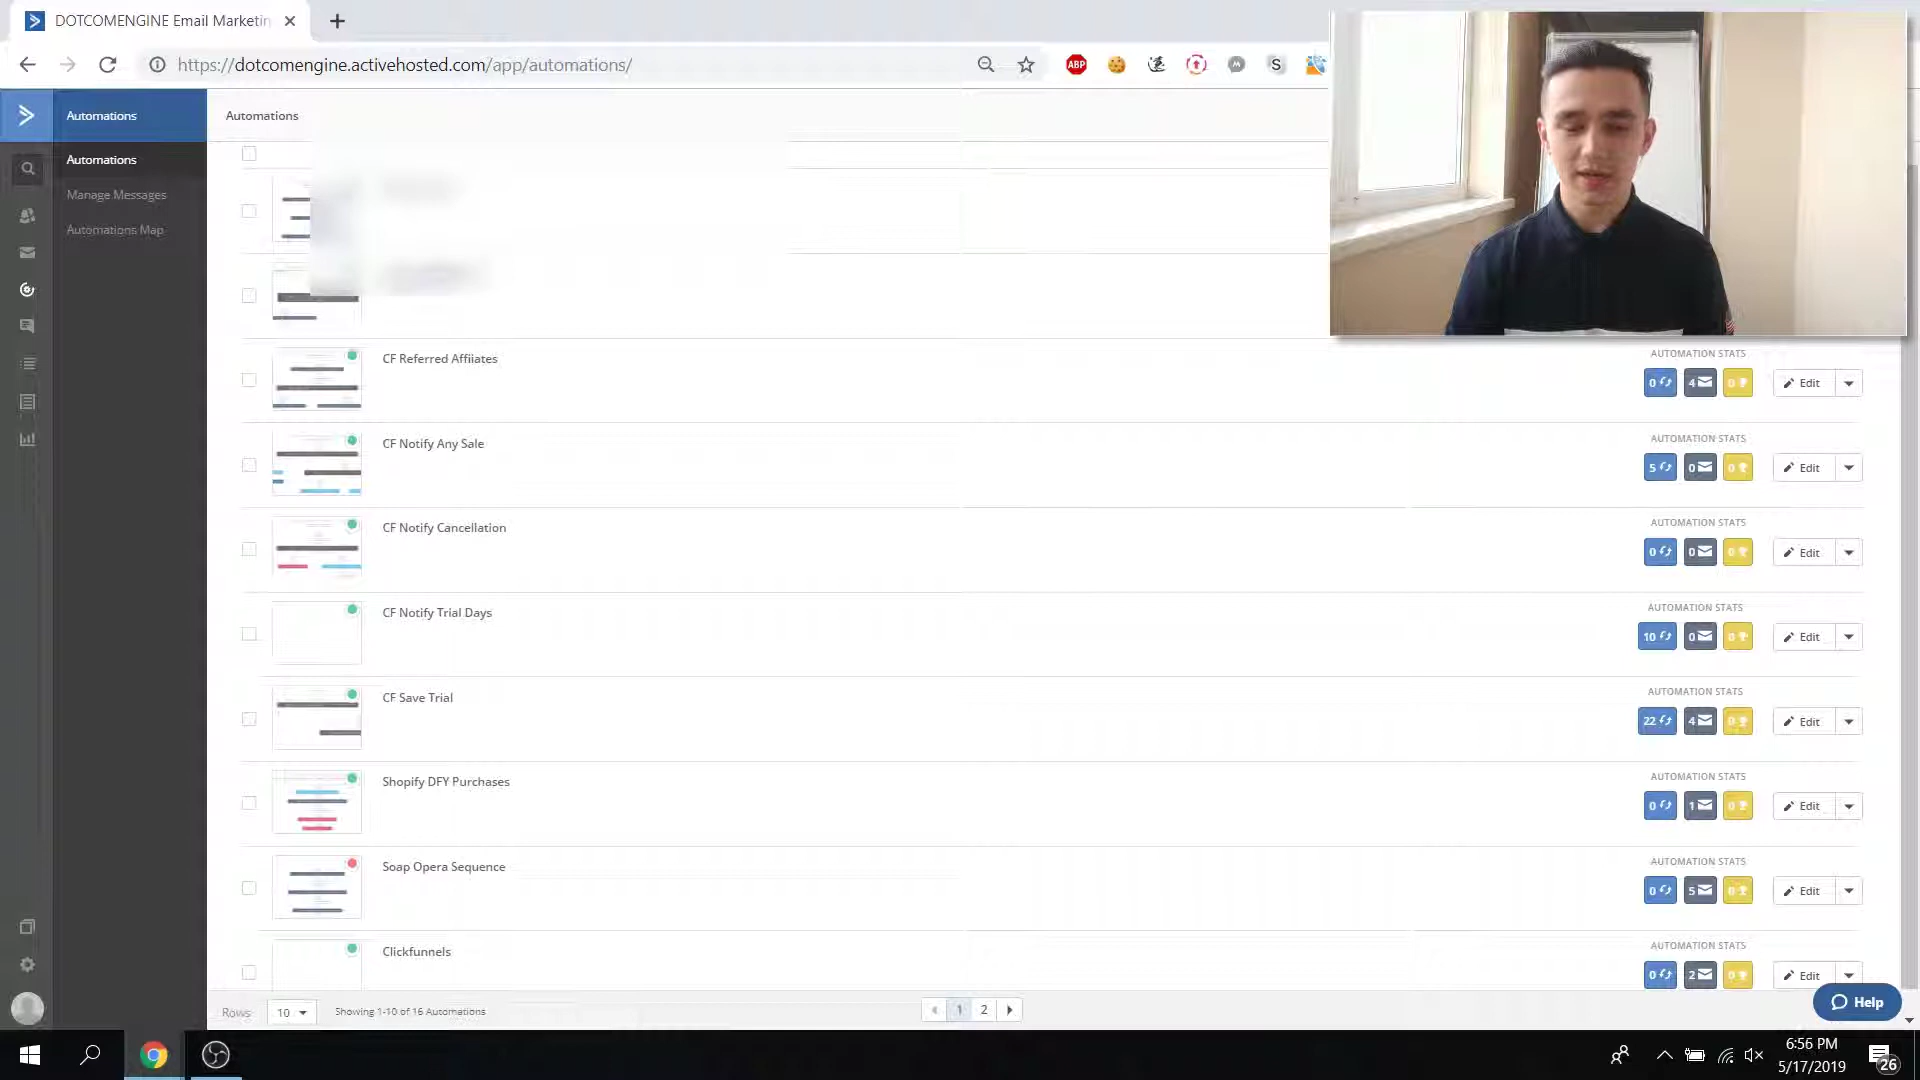 DOTCOMENGINE Email Marketin
https://dotcomengine.activehosted.com/app/automations/
ABP
S
Automations
Automations
Automations
Manage Messages
Automations Map
CF Referred Affiiates
AUTOMATION STATS
0 4 0 Edit
CF Notify Any Sale
AUTOMATION STATS
5 0 0 Edit
CF Notify Cancellation
AUTOMATION STATS
0 0 0 Edit
CF Notify Trial Days
AUTOMATION STATS
10 0 0 Edit
CF Save Trial
AUTOMATION STATS
22 4 0 Edit
Shopify DFY Purchases
AUTOMATION STATS
0 1 0 Edit
Soap Opera Sequence
AUTOMATION STATS
0 5 0 Edit
Clickfunnels
AUTOMATION STATS
0 2 0 Edit
Rows 10 Showing 1-10 of 16 Automations 1 2
Help
6:56 PM
5/17/2019
26